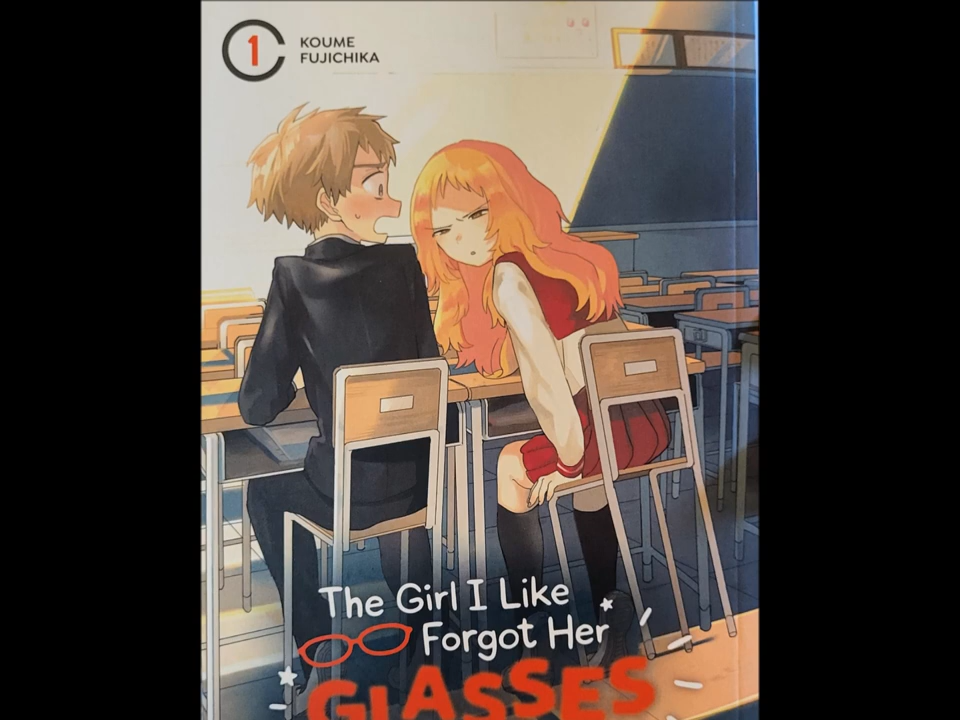 1
KOUME
FUJICHIKA
The Girl I Like
Forgot Her
GLASSES